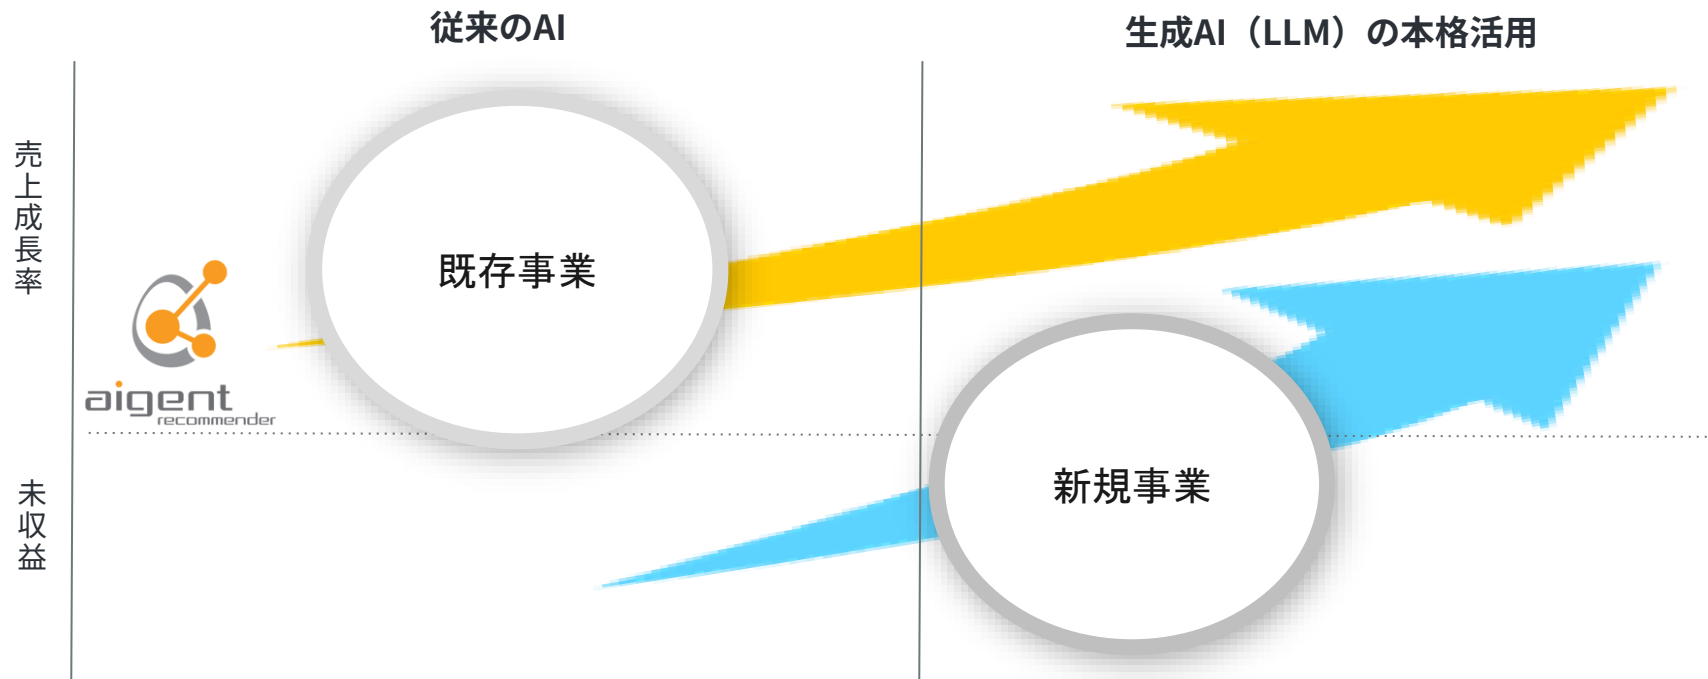 従来のAI
生成AI（LLM）の本格活用
売上成長率
既存事業
aigent
recommender
未収益
新規事業